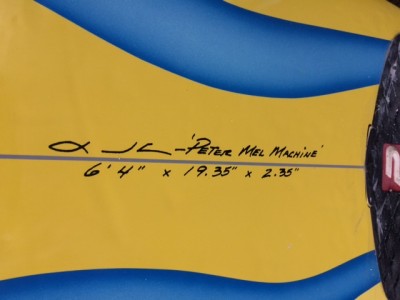 'Peter Mel Machine'
6' 4" x 19.35" x 2.35"